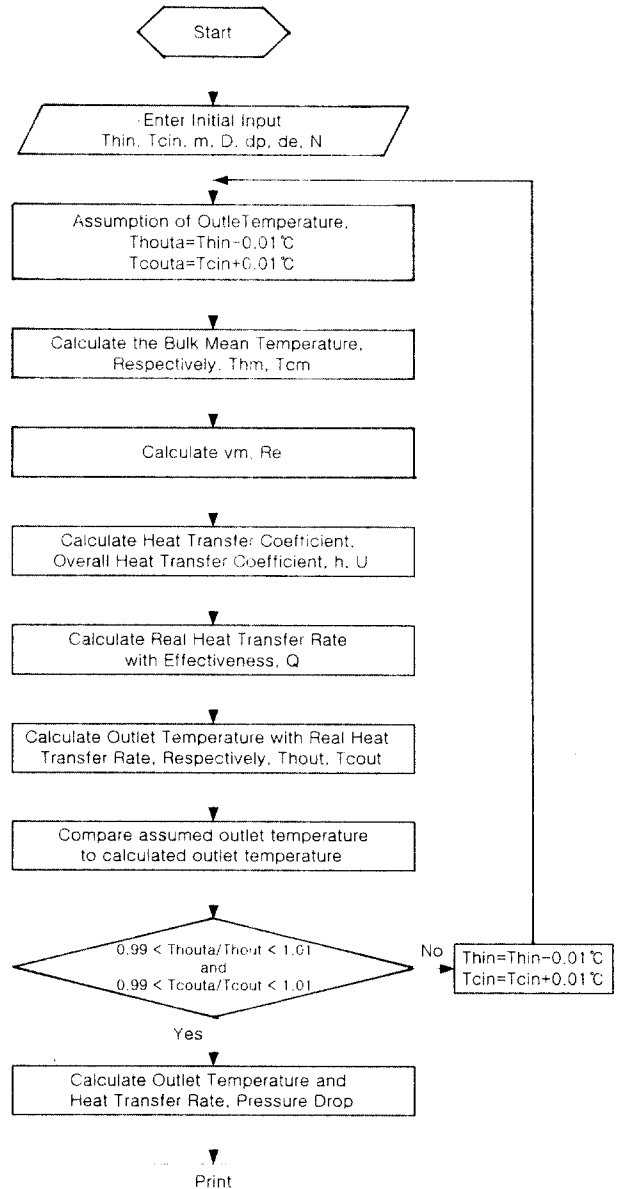 Start
Enter Initial Input
Thin, Tcin, m, D, dp, de, N
Assumption of OutleTemperature,
Thouta=Thin-0.01℃
Tcouta=Tcin+0.01℃
Calculate the Bulk Mean Temperature,
Respectively, Thm, Tcm
Calculate vm, Re
Calculate Heat Transfer Coefficient,
Overall Heat Transfer Coefficient, h, U
Calculate Real Heat Transfer Rate
with Effectiveness, Q
Calculate Outlet Temperature with Real Heat
Transfer Rate, Respectively, Thout, Tcout
Compare assumed outlet temperature
to calculated outlet temperature
0.99 < Thouta/Thout < 1.01
and
0.99 < Tcouta/Tcout < 1.01
No
Thin=Thin-0.01℃
Tcin=Tcin+0.01℃
Yes
Calculate Outlet Temperature and
Heat Transfer Rate, Pressure Drop
Print